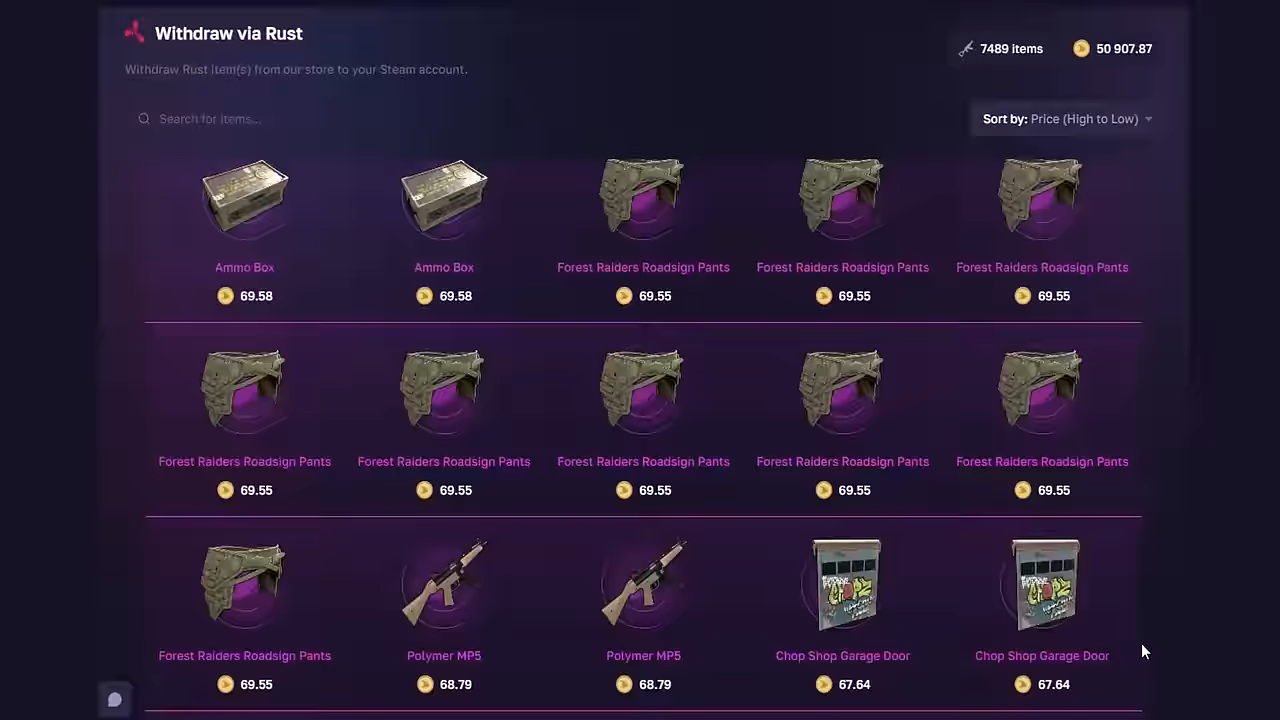 Withdraw via Rust
7489 items
50 907.87
Withdraw Rust item(s) from our store to your Steam account.
Search for items...
Sort by: Price (High to Low)
Ammo Box
Ammo Box
Forest Raiders Roadsign Pants
Forest Raiders Roadsign Pants
Forest Raiders Roadsign Pants
69.58
69.58
69.55
69.55
69.55
Forest Raiders Roadsign Pants
Forest Raiders Roadsign Pants
Forest Raiders Roadsign Pants
Forest Raiders Roadsign Pants
Forest Raiders Roadsign Pants
69.55
69.55
69.55
69.55
69.55
Forest Raiders Roadsign Pants
Polymer MP5
Polymer MP5
Chop Shop Garage Door
Chop Shop Garage Door
69.55
68.79
68.79
67.64
67.64